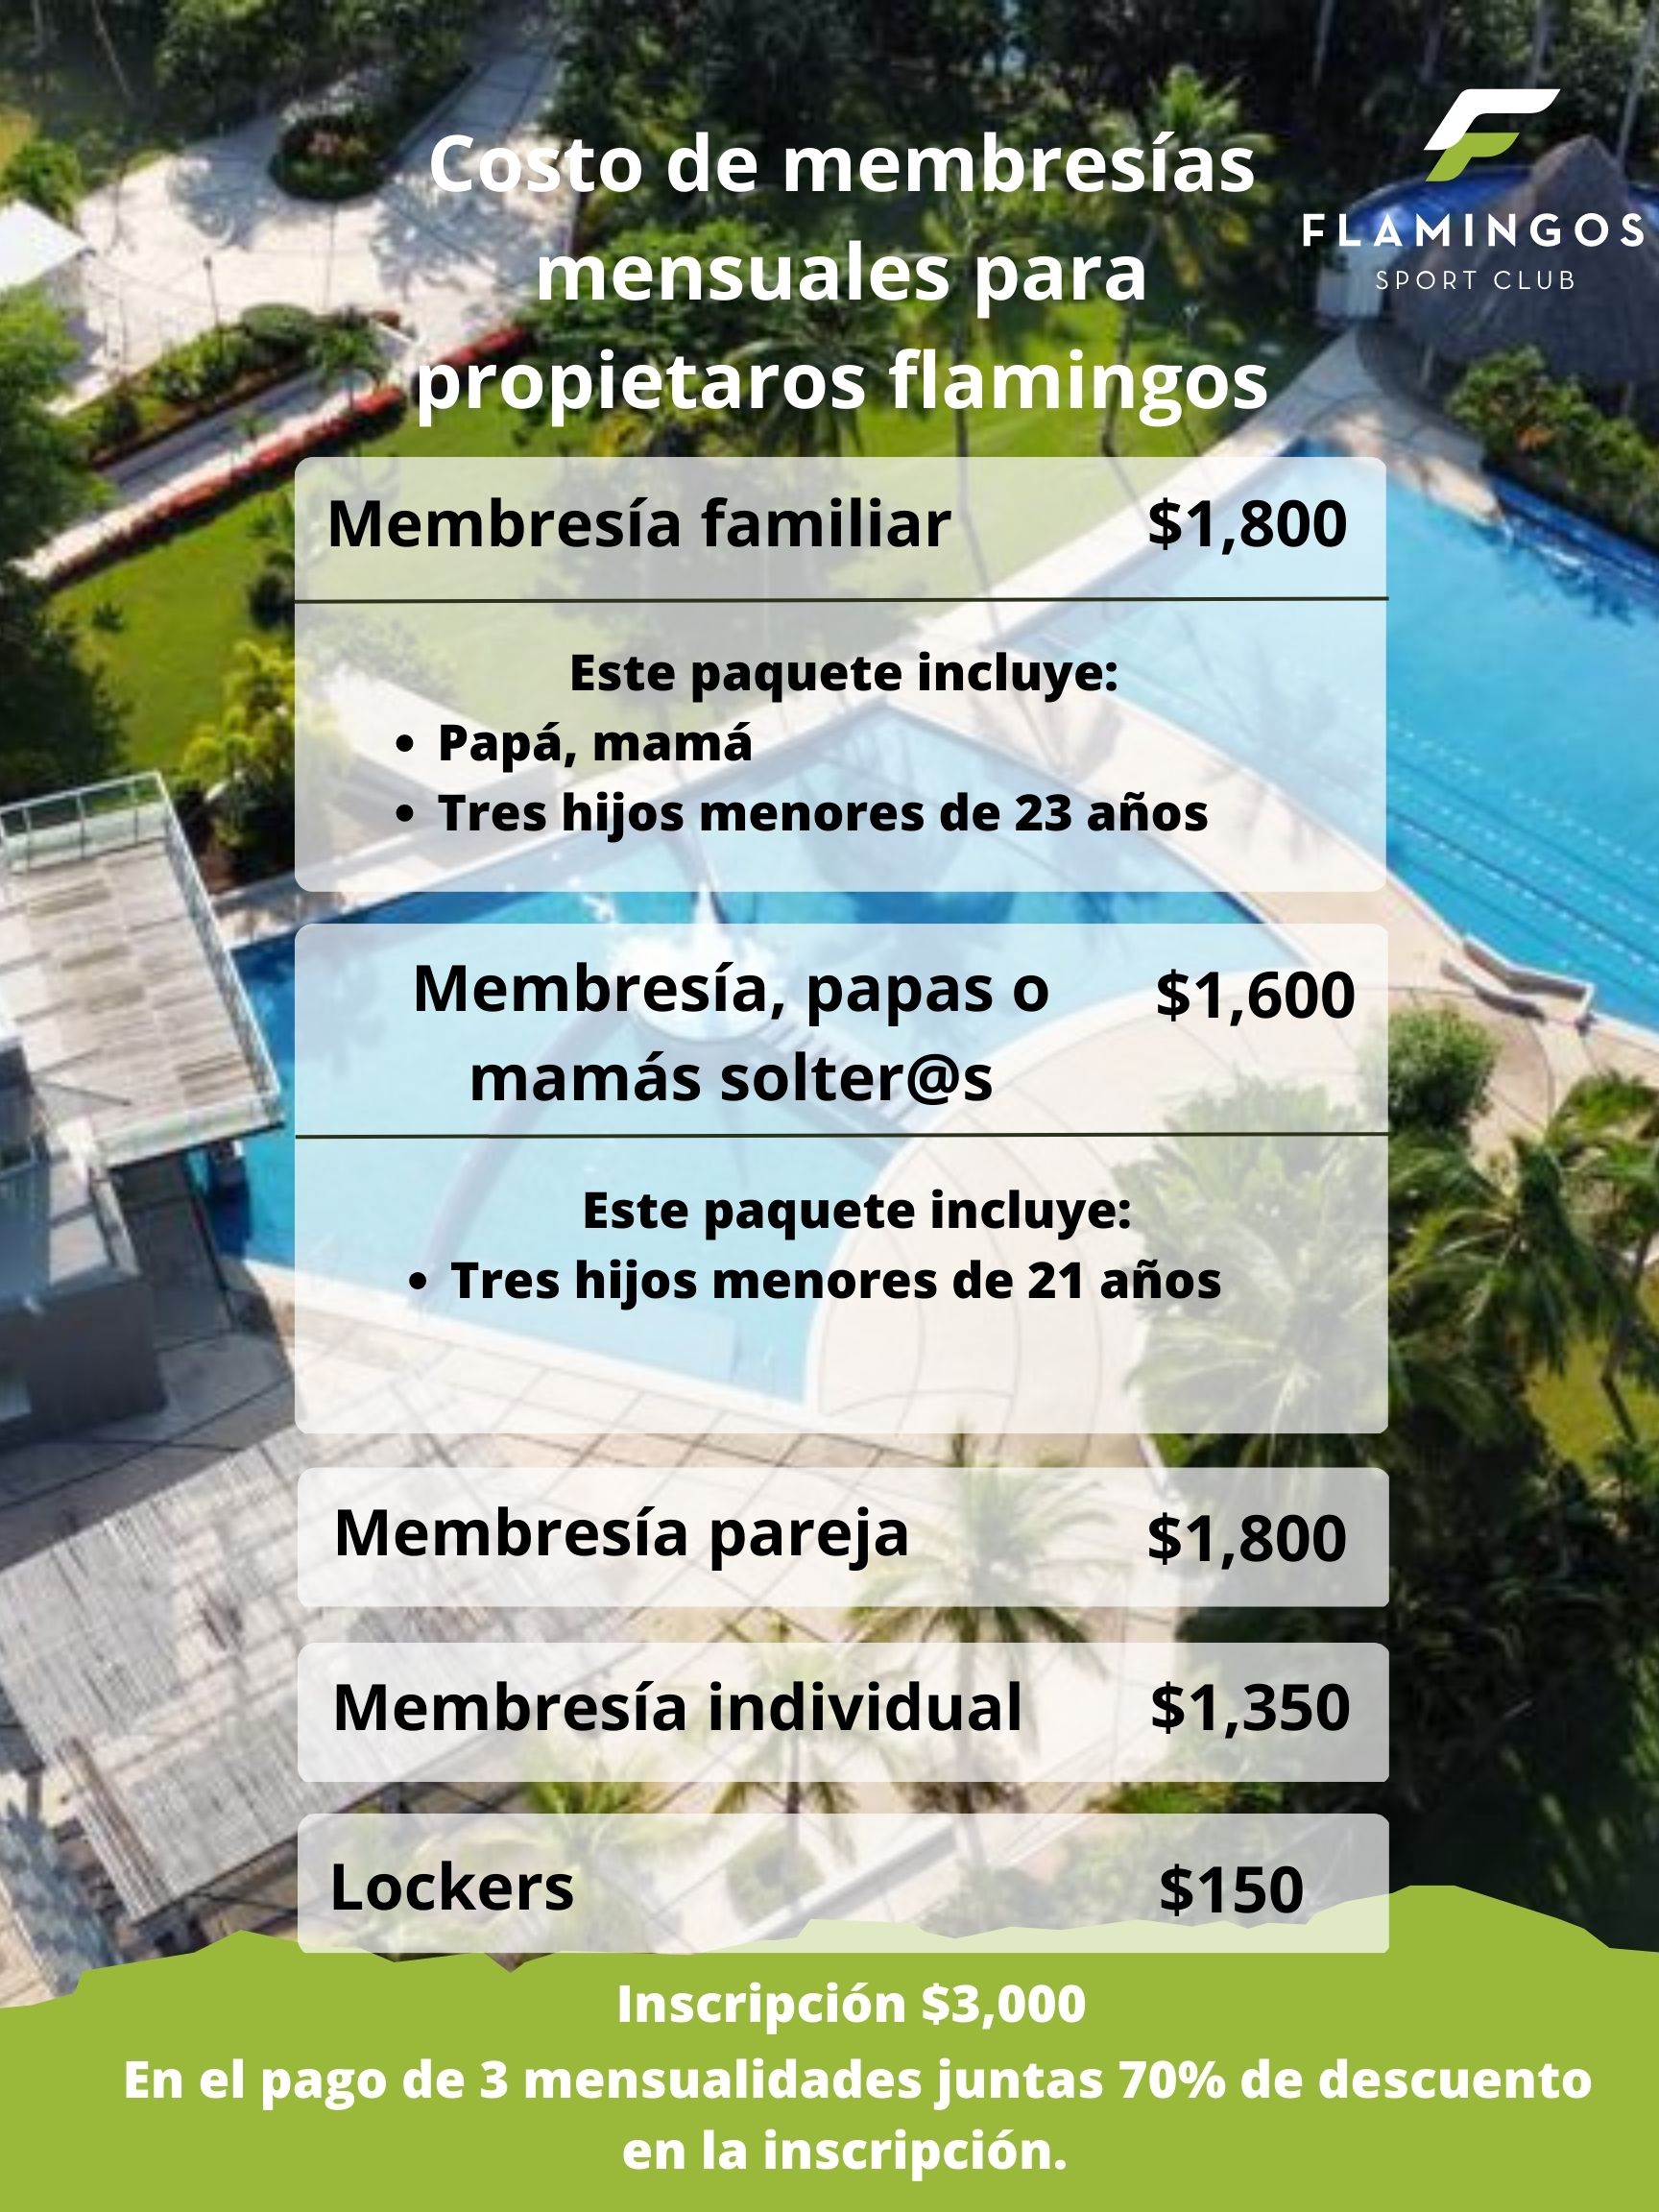 Costo de membresías
mensuales para
propietaros flamingos
FLAMINGOS
SPORT CLUB
Membresía familiar $1,800
Este paquete incluye:
• Papá, mamá
• Tres hijos menores de 23 años
Membresía, papas o $1,600
mamás solter@s
Este paquete incluye:
• Tres hijos menores de 21 años
Membresía pareja $1,800
Membresía individual $1,350
Lockers $150
Inscripción $3,000
En el pago de 3 mensualidades juntas 70% de descuento
en la inscripción.